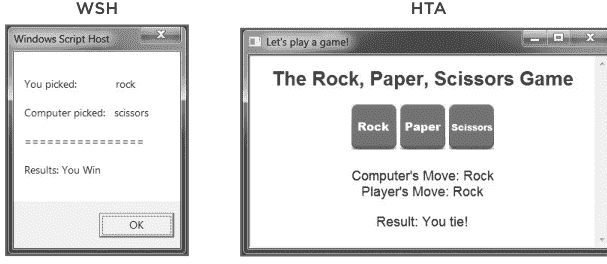 WSH
Windows Script Host
X
You picked: rock
Computer picked: scissors
================
Results: You Win
OK
HTA
Let's play a game!
X
The Rock, Paper, Scissors Game
Rock Paper Scissors
Computer's Move: Rock
Player's Move: Rock
Result: You tie!